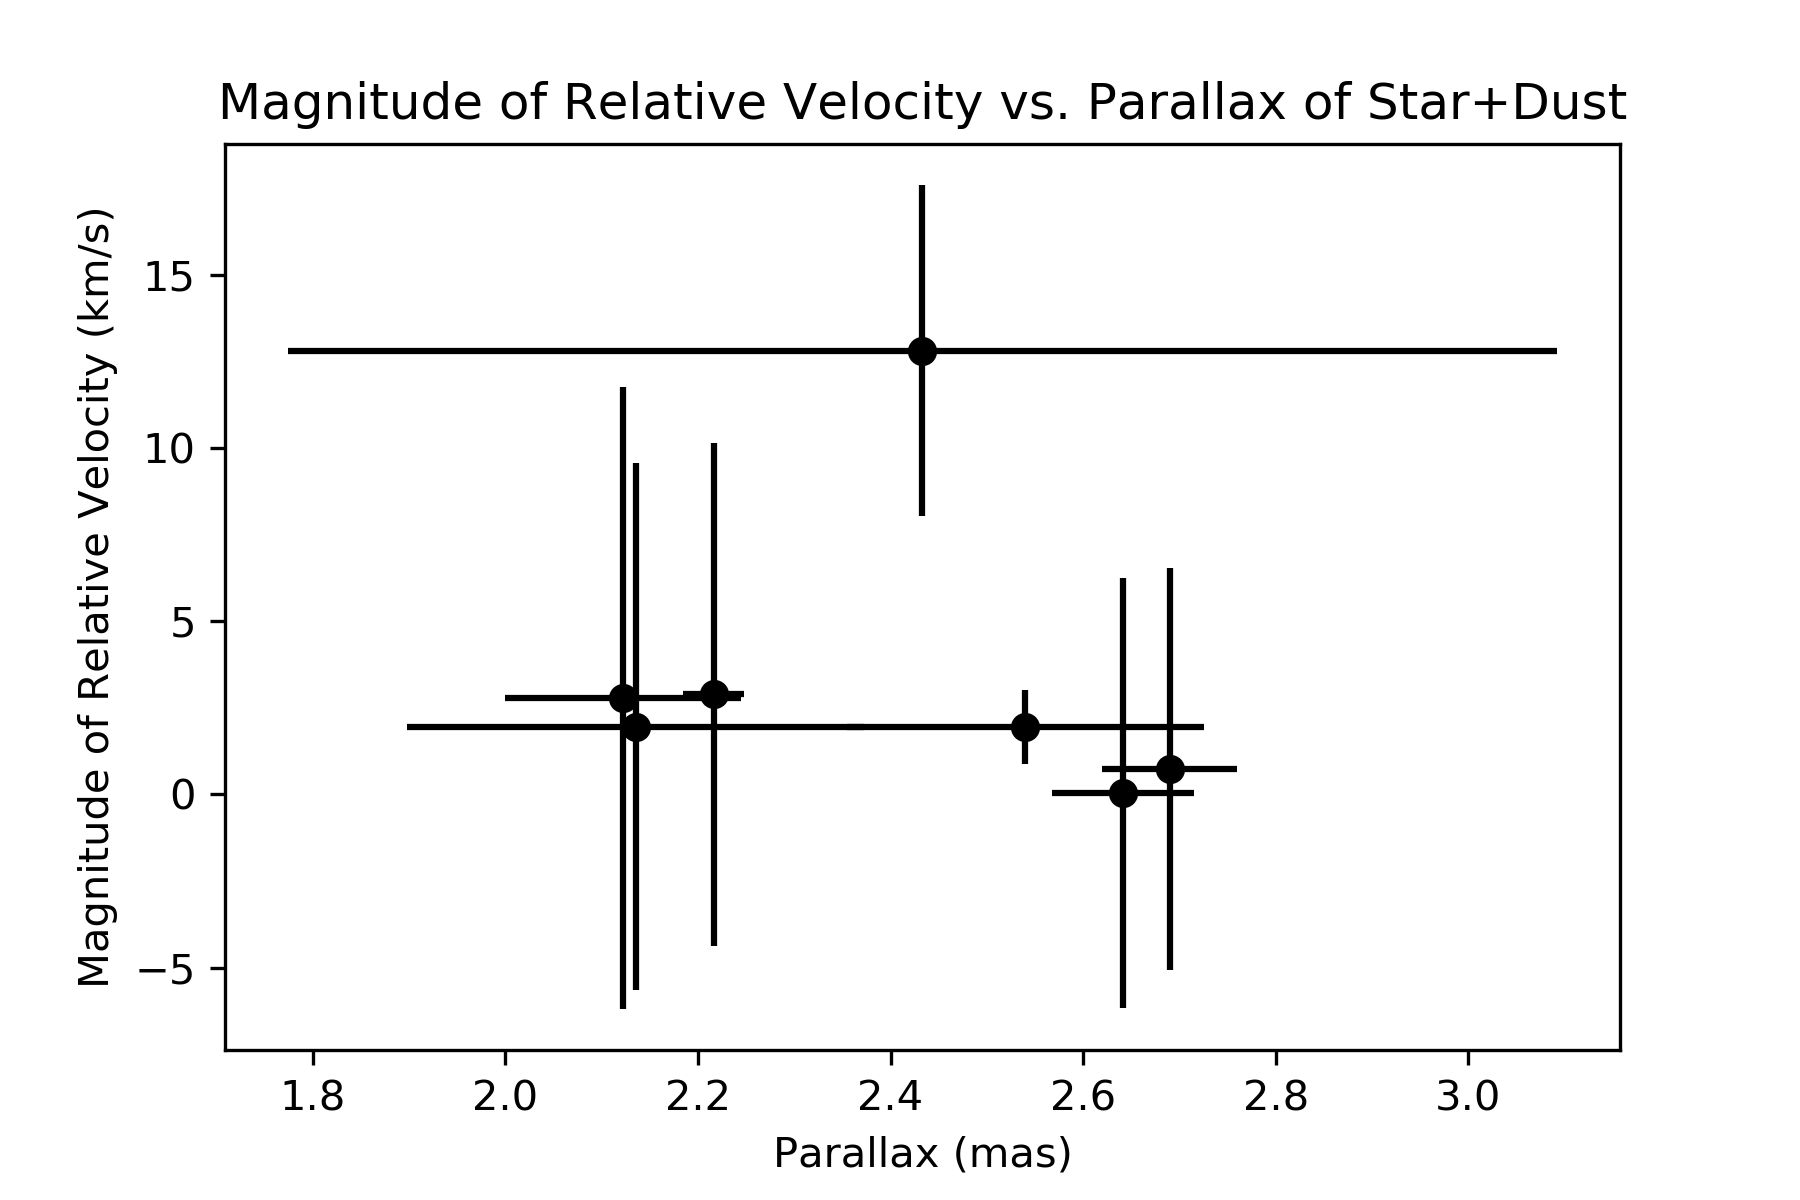 Magnitude of Relative Velocity vs. Parallax of Star+Dust
Magnitude of Relative Velocity (km/s)
15
10
5
0
−5
1.8 2.0 2.2 2.4 2.6 2.8 3.0
Parallax (mas)